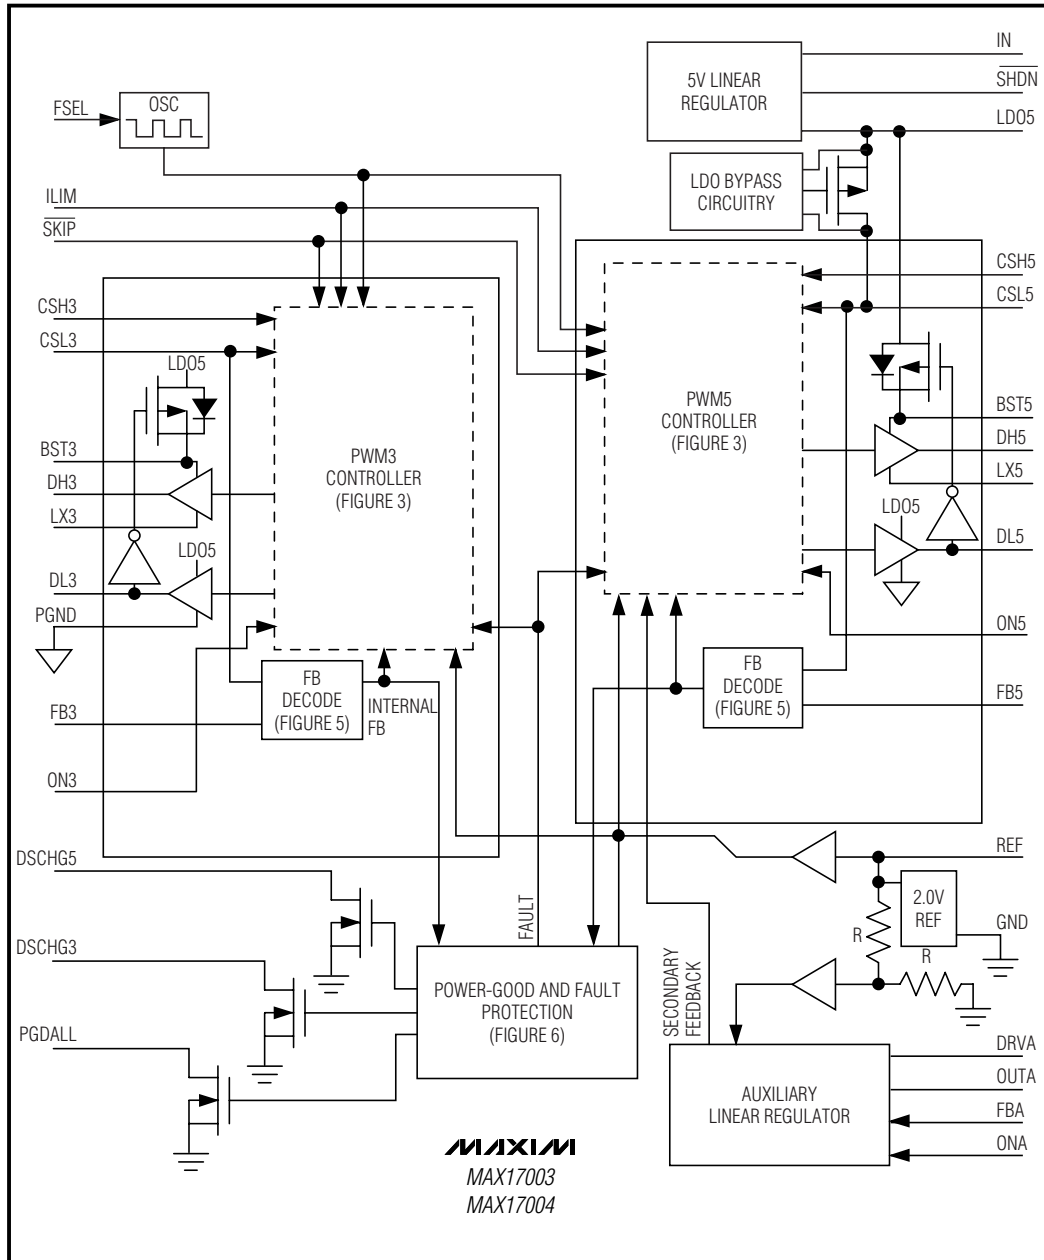 IN
5V LINEAR
REGULATOR
SHDN
LDO5
FSEL
OSC
LDO BYPASS
CIRCUITRY
ILIM
SKIP
CSH5
CSL5
CSH3
CSL3
LDO5
PWM3
CONTROLLER
(FIGURE 3)
PWM5
CONTROLLER
(FIGURE 3)
BST5
DH5
LX5
BST3
DH3
LX3
LDO5
DL5
LDO5
DL3
PGND
ON5
FB
DECODE
(FIGURE 5)
INTERNAL
FB
FB
DECODE
(FIGURE 5)
FB5
FB3
ON3
DSCHG5
REF
2.0V
REF
GND
R
R
FAULT
DSCHG3
POWER-GOOD AND FAULT
PROTECTION
(FIGURE 6)
SECONDARY
FEEDBACK
PGDALL
DRVA
OUTA
FBA
ONA
AUXILIARY
LINEAR REGULATOR
MAXIM
MAX17003
MAX17004